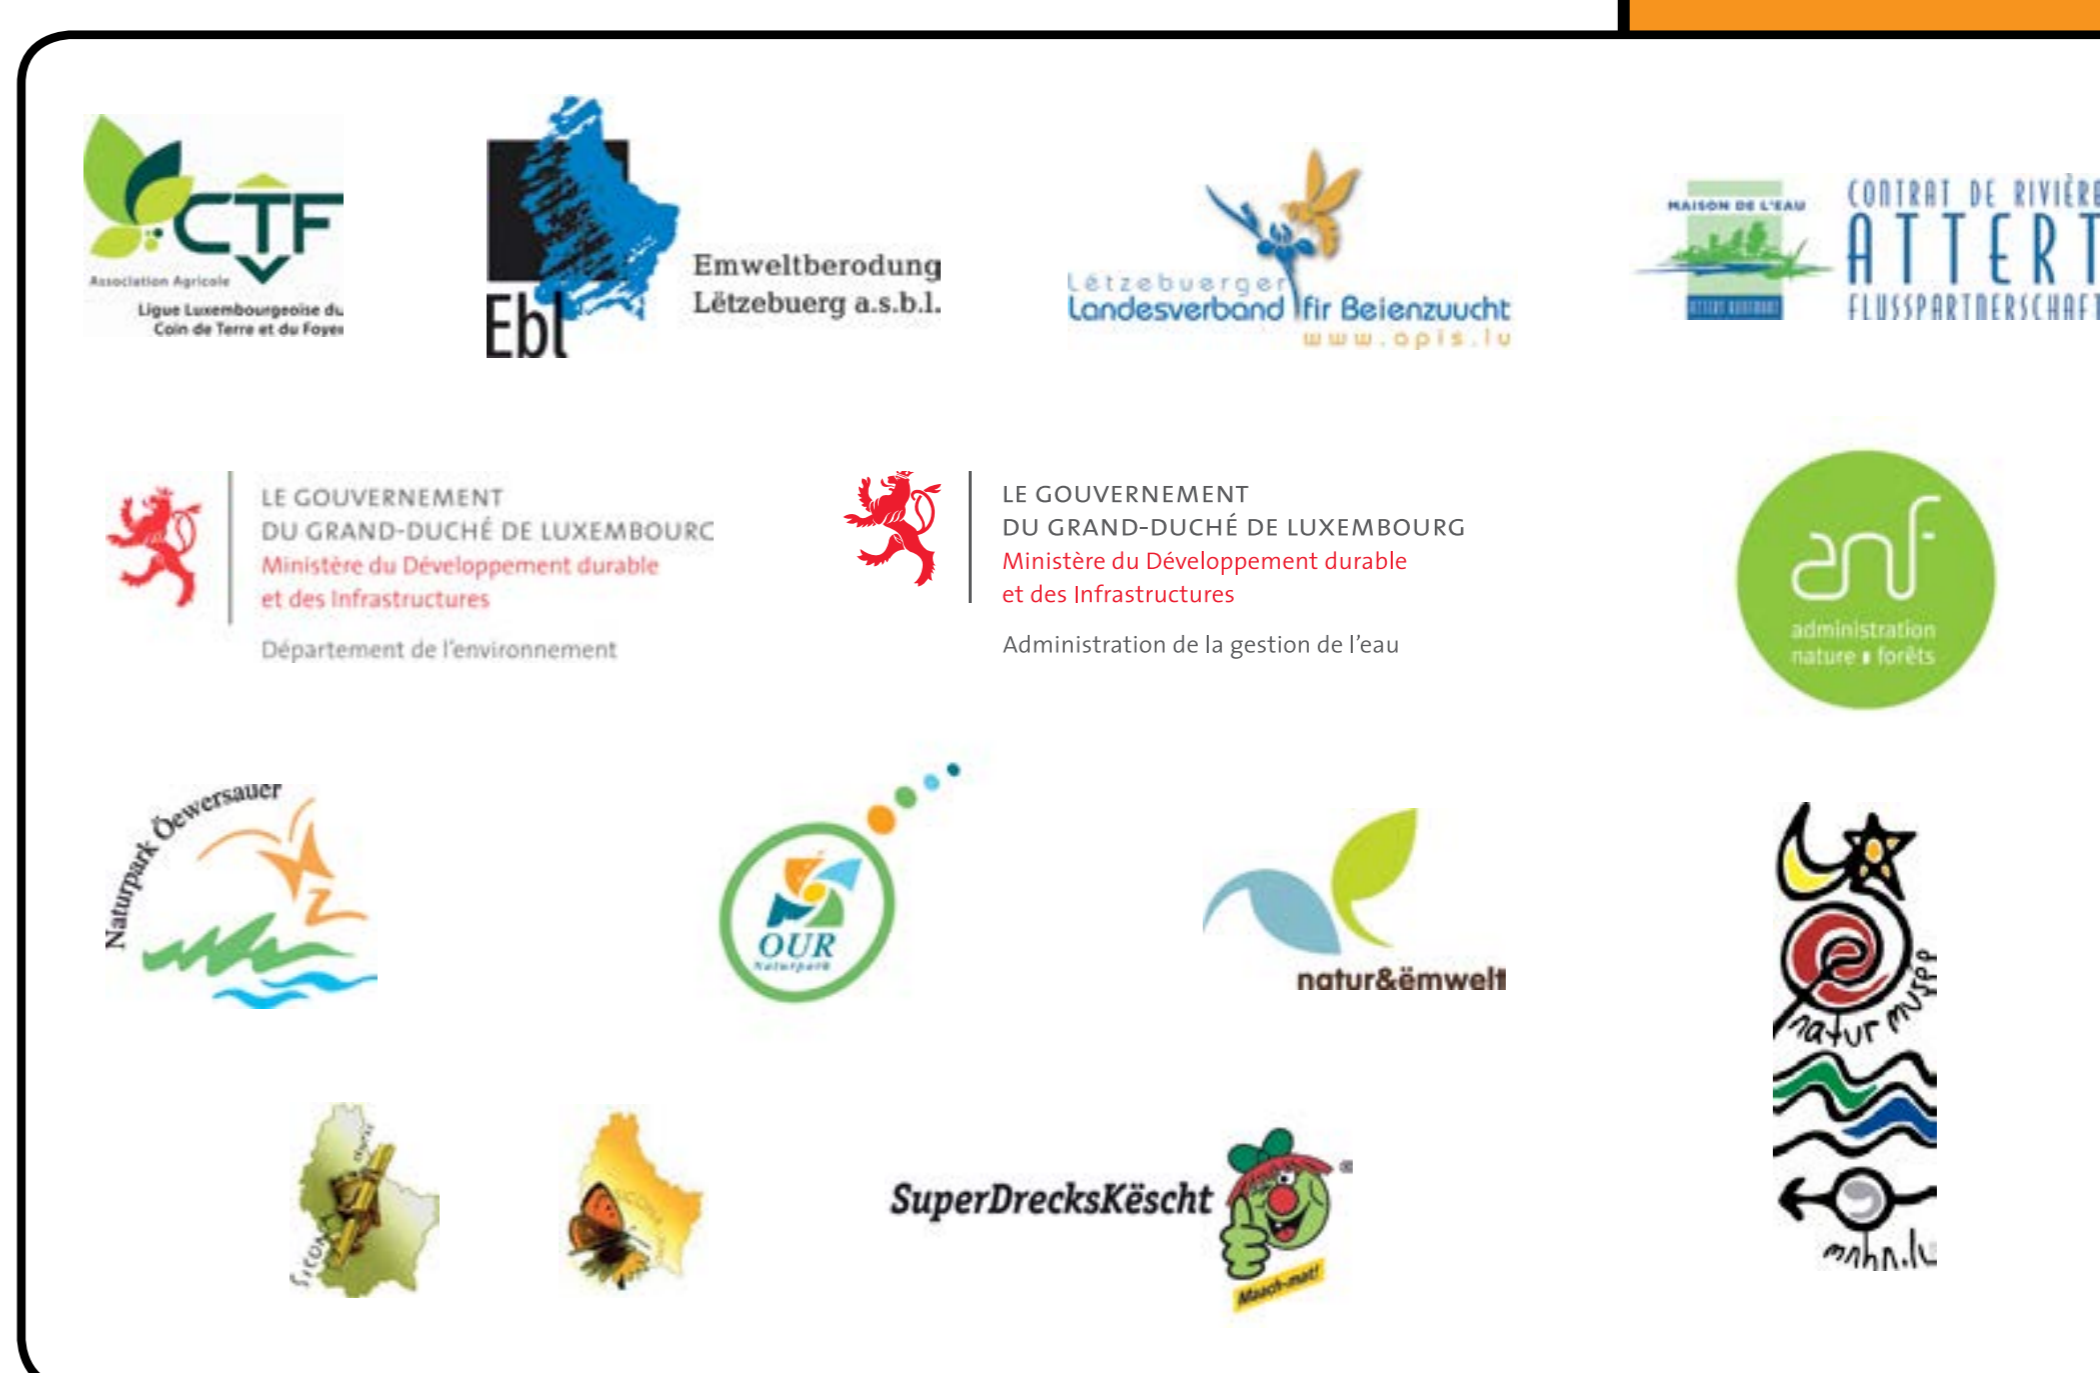 CTF
Association Agricole
Ligue Luxembourgeoise du
Coin de Terre et du Foyer
Ebl
Emweltberodung
Lëtzebuerg a.s.b.l.
Lëtzebuerger
Landesverband fir Beienzuucht
www.apis.lu
MAISON DE L'EAU
CONTRAT DE RIVIÈRE
ATTERT
FLUSSPARTNERSCHAFT
LE GOUVERNEMENT
DU GRAND-DUCHÉ DE LUXEMBOURG
Ministère du Développement durable
et des Infrastructures
Département de l'environnement
LE GOUVERNEMENT
DU GRAND-DUCHÉ DE LUXEMBOURG
Ministère du Développement durable
et des Infrastructures
Administration de la gestion de l'eau
anf
administration
nature forêts
Naturpark Öewersauer
OUR
Naturpark
natur&ëmwelt
natur musée
mnhn.lu
SICONA
SuperDrecksKëscht ®
Maach mat!